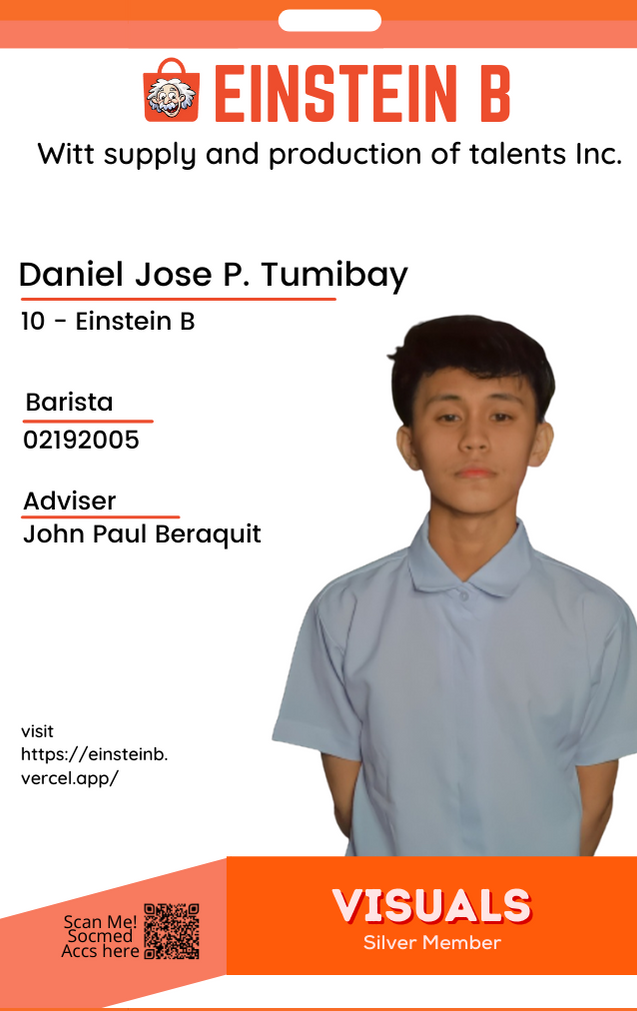 EINSTEIN B
Witt supply and production of talents Inc.
Daniel Jose P. Tumibay
10 - Einstein B
Barista
02192005
Adviser
John Paul Beraquit
visit
https://einsteinb.
vercel.app/
Scan Me!
Socmed
Accs here
VISUALS
Silver Member